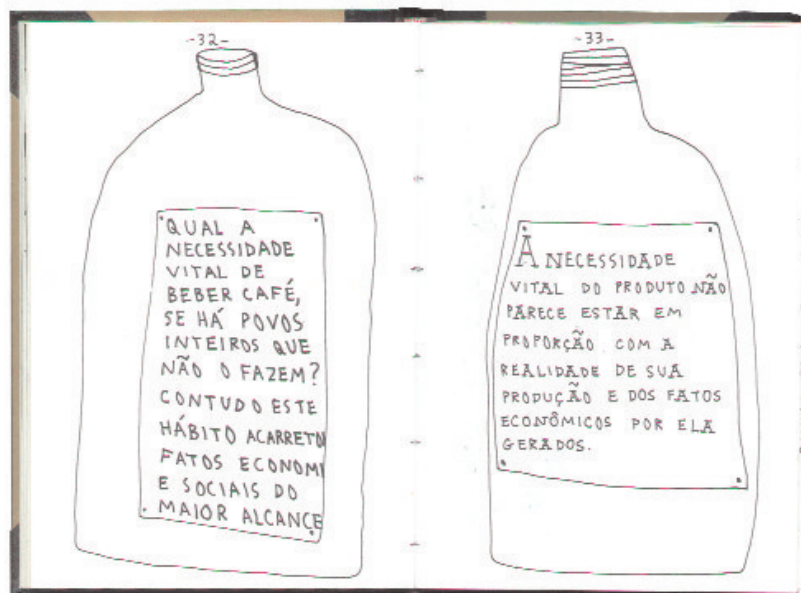 -32-
QUAL A
NECESSIDADE
VITAL DE
BEBER CAFÉ,
SE HÁ POVOS
INTEIROS QUE
NÃO O FAZEM?
CONTUDO ESTE
HÁBITO ACARRETOU
FATOS ECONOMI
E SOCIAIS DO
MAIOR ALCANCE
-33-
A NECESSIDADE
VITAL DO PRODUTO NÃO
PARECE ESTAR EM
PROPORÇÃO COM A
REALIDADE DE SUA
PRODUÇÃO E DOS FATOS
ECONÔMICOS POR ELA
GERADOS.